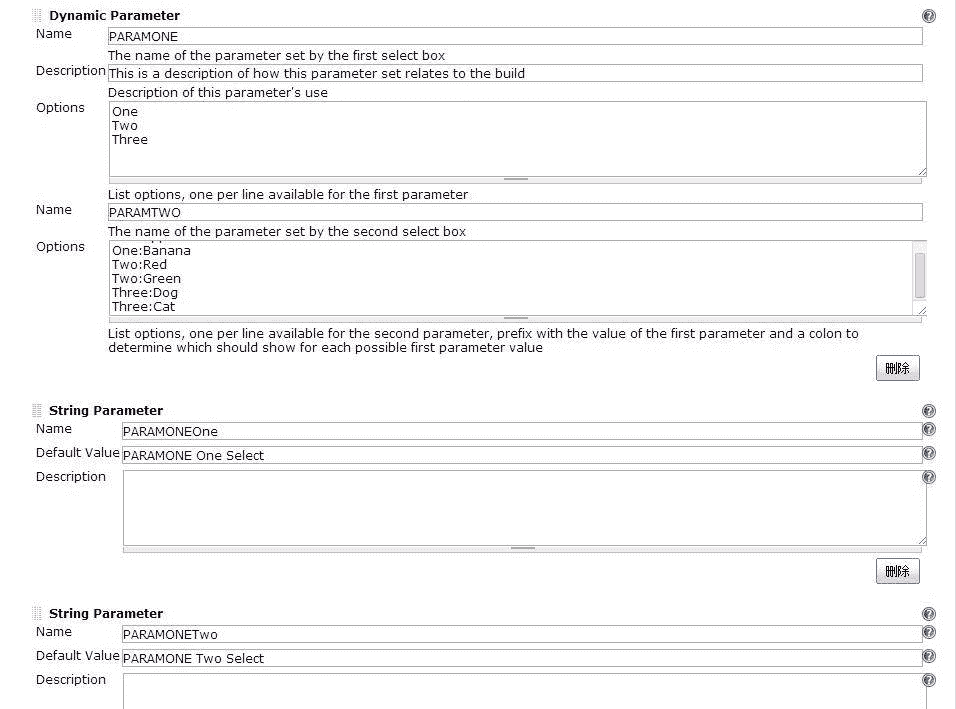 Dynamic Parameter
Name PARAMONE
The name of the parameter set by the first select box
Description This is a description of how this parameter set relates to the build
Description of this parameter's use
Options One
Two
Three
List options, one per line available for the first parameter
Name PARAMTWO
The name of the parameter set by the second select box
Options
One:Banana
Two:Red
Two:Green
Three:Dog
Three:Cat
List options, one per line available for the second parameter, prefix with the value of the first parameter and a colon to
determine which should show for each possible first parameter value
删除
String Parameter
Name PARAMONEOne
Default Value PARAMONE One Select
Description
删除
String Parameter
Name PARAMONETwo
Default Value PARAMONE Two Select
Description